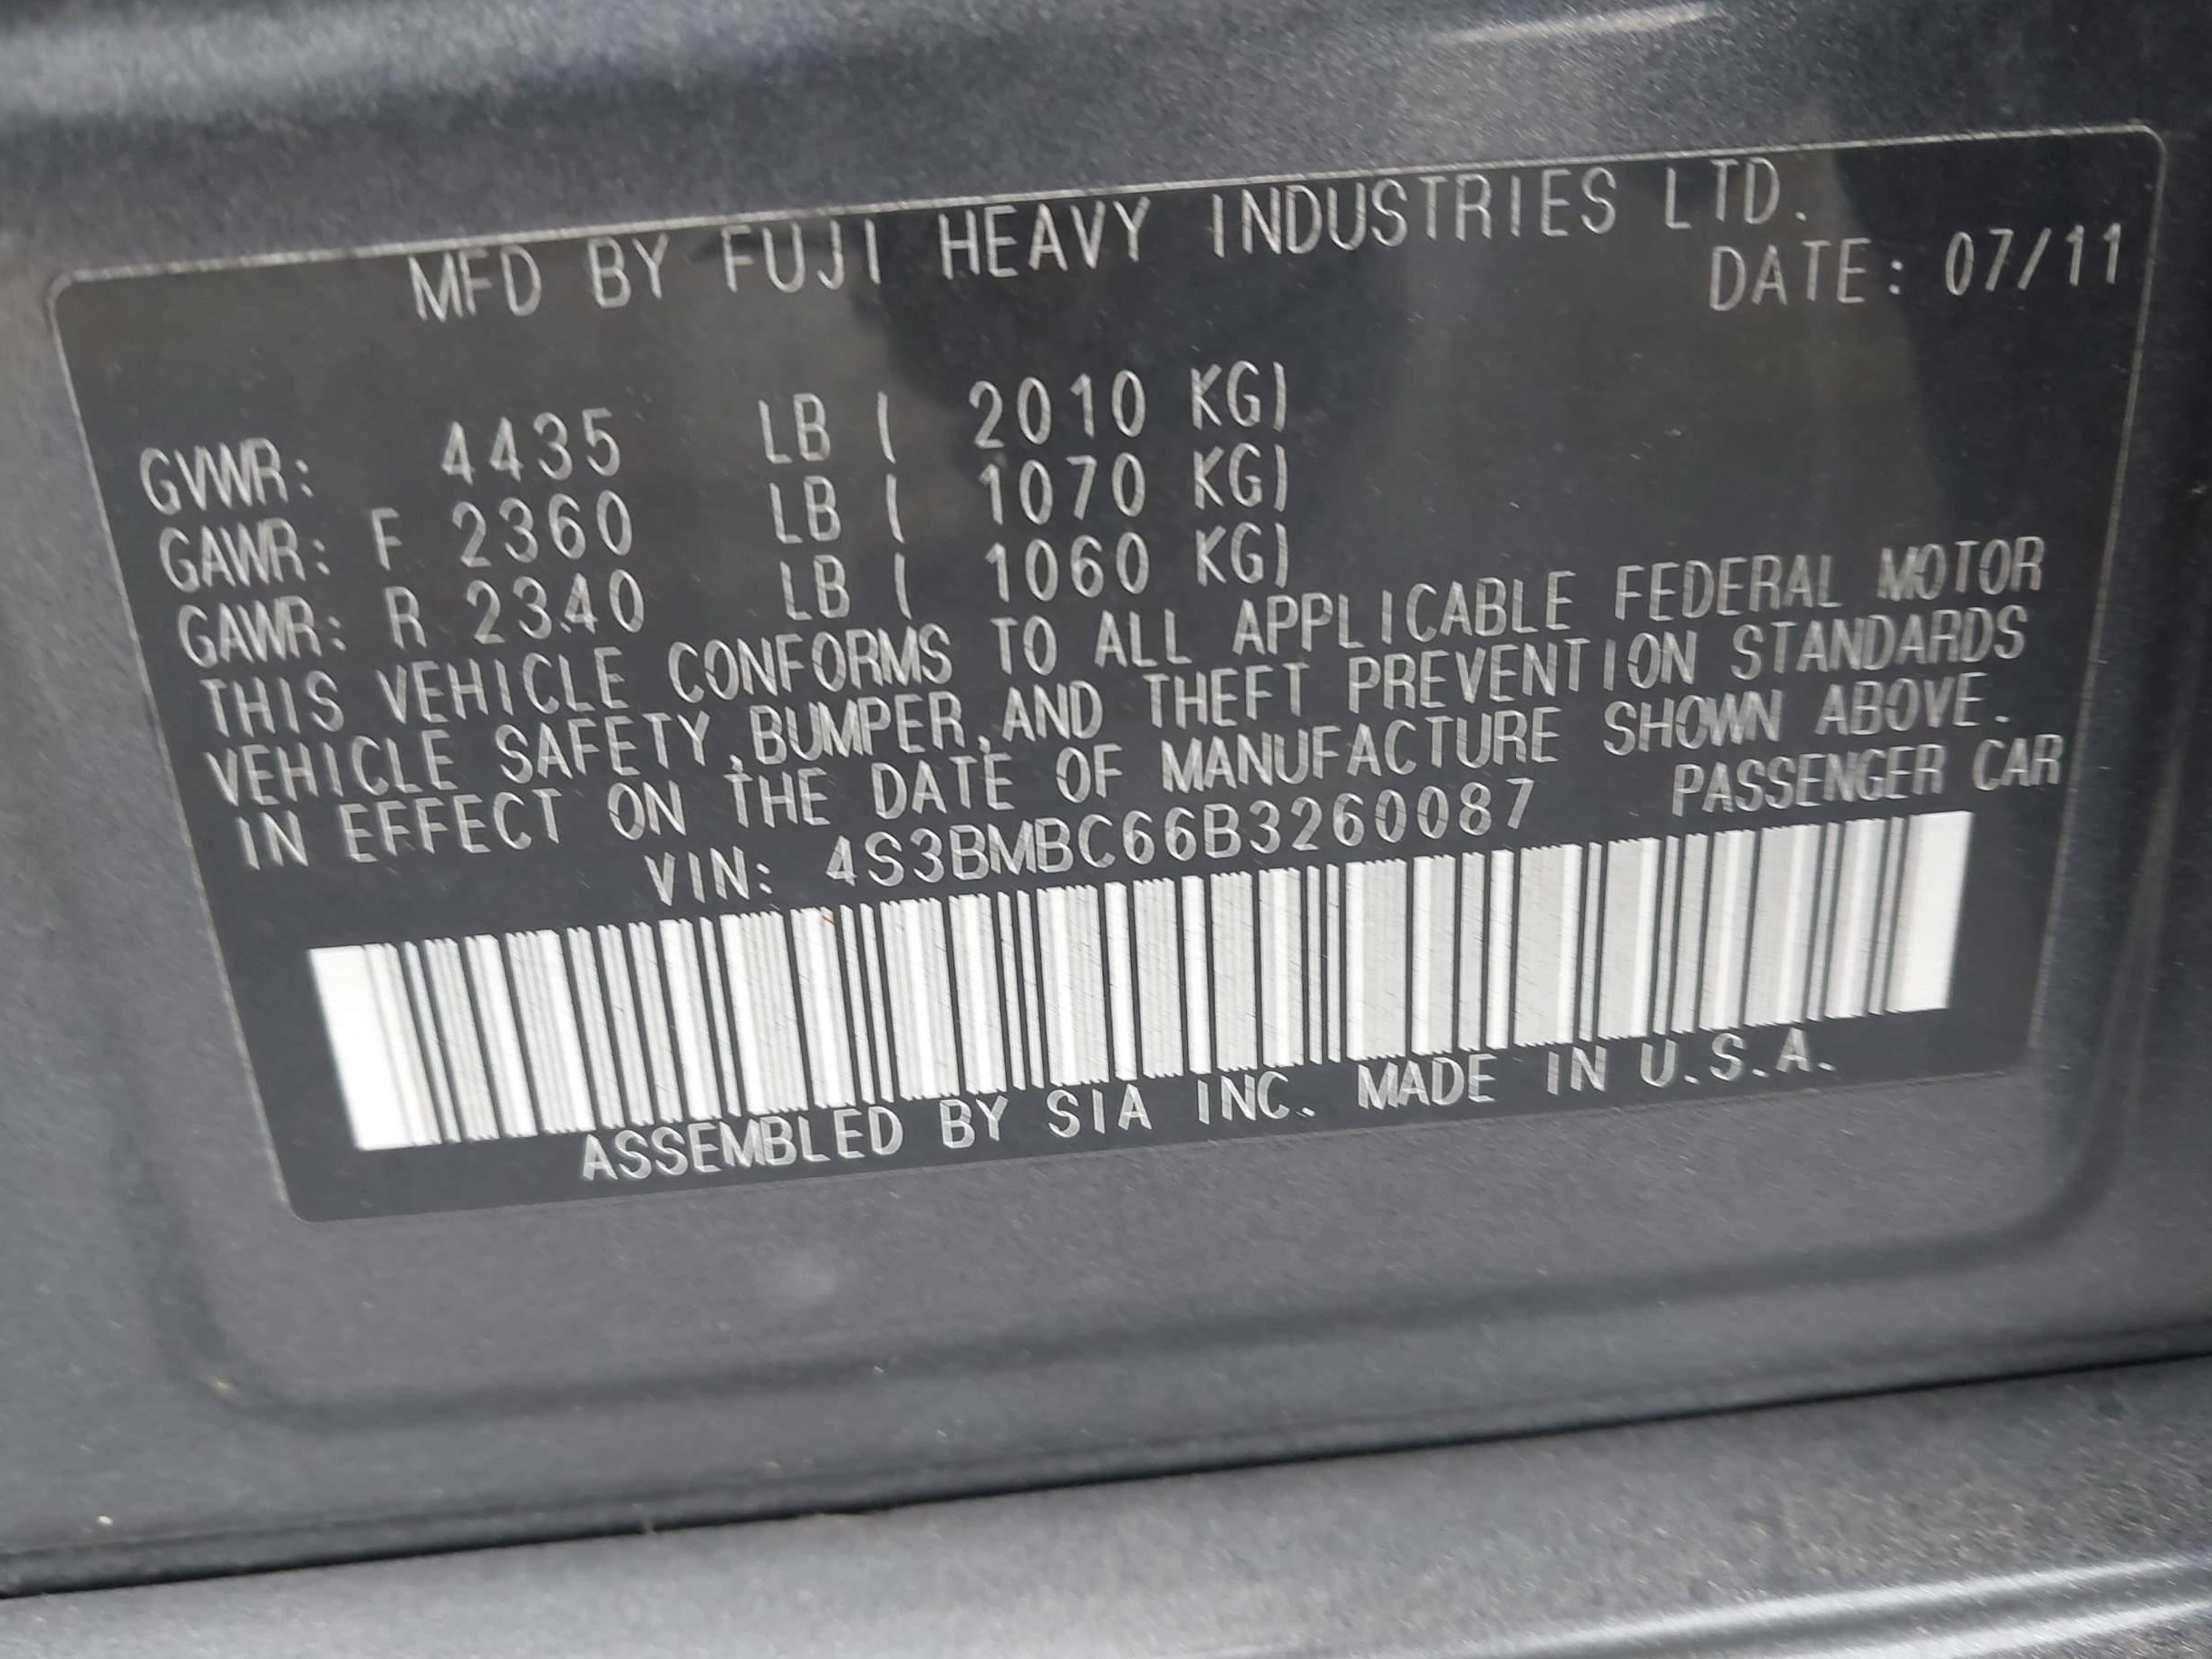 MFD BY FUJI HEAVY INDUSTRIES LTD.
DATE: 07/11
GVWR: 4435 LB ( 2010 KG)
GAWR: F 2360 LB ( 1070 KG)
GAWR: R 2340 LB ( 1060 KG)
THIS VEHICLE CONFORMS TO ALL APPLICABLE FEDERAL MOTOR
VEHICLE SAFETY,BUMPER,AND THEFT PREVENTION STANDARDS
IN EFFECT ON THE DATE OF MANUFACTURE SHOWN ABOVE.
VIN: 4S3BMBC66B3260087 PASSENGER CAR
ASSEMBLED BY SIA INC. MADE IN U.S.A.